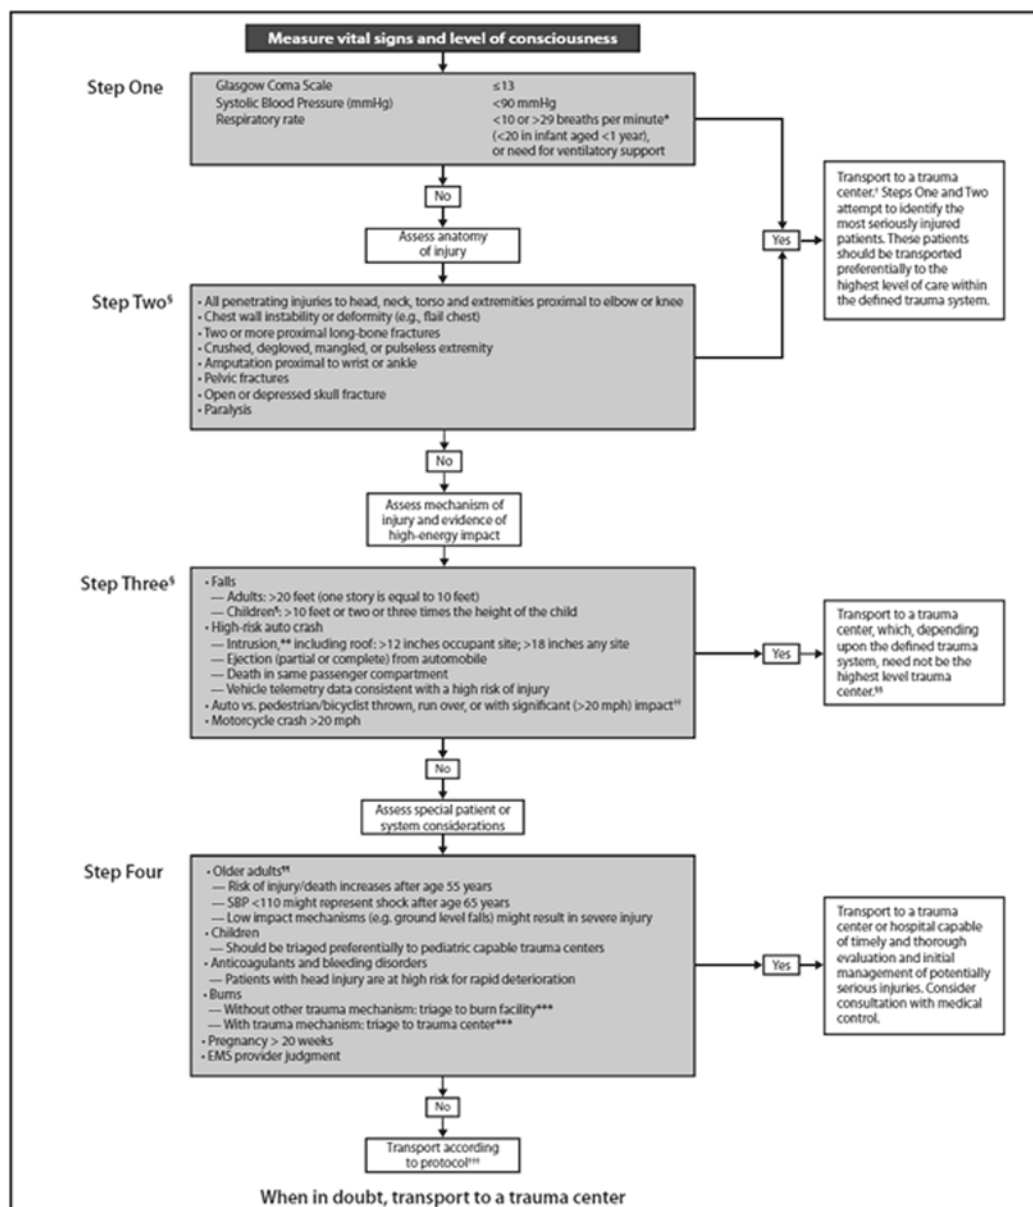 Measure vital signs and level of consciousness
Step One
Glasgow Coma Scale ≤13
Systolic Blood Pressure (mmHg) <90 mmHg
Respiratory rate <10 or >29 breaths per minute*
(<20 in infant aged <1 year),
or need for ventilatory support
No
Assess anatomy
of injury
Yes
Transport to a trauma
center.† Steps One and Two
attempt to identify the
most seriously injured
patients. These patients
should be transported
preferentially to the
highest level of care within
the defined trauma system.
Step Two§
• All penetrating injuries to head, neck, torso and extremities proximal to elbow or knee
• Chest wall instability or deformity (e.g., flail chest)
• Two or more proximal long-bone fractures
• Crushed, degloved, mangled, or pulseless extremity
• Amputation proximal to wrist or ankle
• Pelvic fractures
• Open or depressed skull fracture
• Paralysis
No
Assess mechanism of
injury and evidence of
high-energy impact
Step Three§
• Falls
— Adults: >20 feet (one story is equal to 10 feet)
— Children¶: >10 feet or two or three times the height of the child
• High-risk auto crash
— Intrusion,** including roof: >12 inches occupant site; >18 inches any site
— Ejection (partial or complete) from automobile
— Death in same passenger compartment
— Vehicle telemetry data consistent with a high risk of injury
• Auto vs. pedestrian/bicyclist thrown, run over, or with significant (>20 mph) impact††
• Motorcycle crash >20 mph
Yes
Transport to a trauma
center, which, depending
upon the defined trauma
system, need not be the
highest level trauma
center.§§
No
Assess special patient or
system considerations
Step Four
• Older adults¶¶
— Risk of injury/death increases after age 55 years
— SBP <110 might represent shock after age 65 years
— Low impact mechanisms (e.g. ground level falls) might result in severe injury
• Children
— Should be triaged preferentially to pediatric capable trauma centers
• Anticoagulants and bleeding disorders
— Patients with head injury are at high risk for rapid deterioration
• Burns
— Without other trauma mechanism: triage to burn facility***
— With trauma mechanism: triage to trauma center***
• Pregnancy > 20 weeks
• EMS provider judgment
Yes
Transport to a trauma
center or hospital capable
of timely and thorough
evaluation and initial
management of potentially
serious injuries. Consider
consultation with medical
control.
No
Transport according
to protocol†††
When in doubt, transport to a trauma center